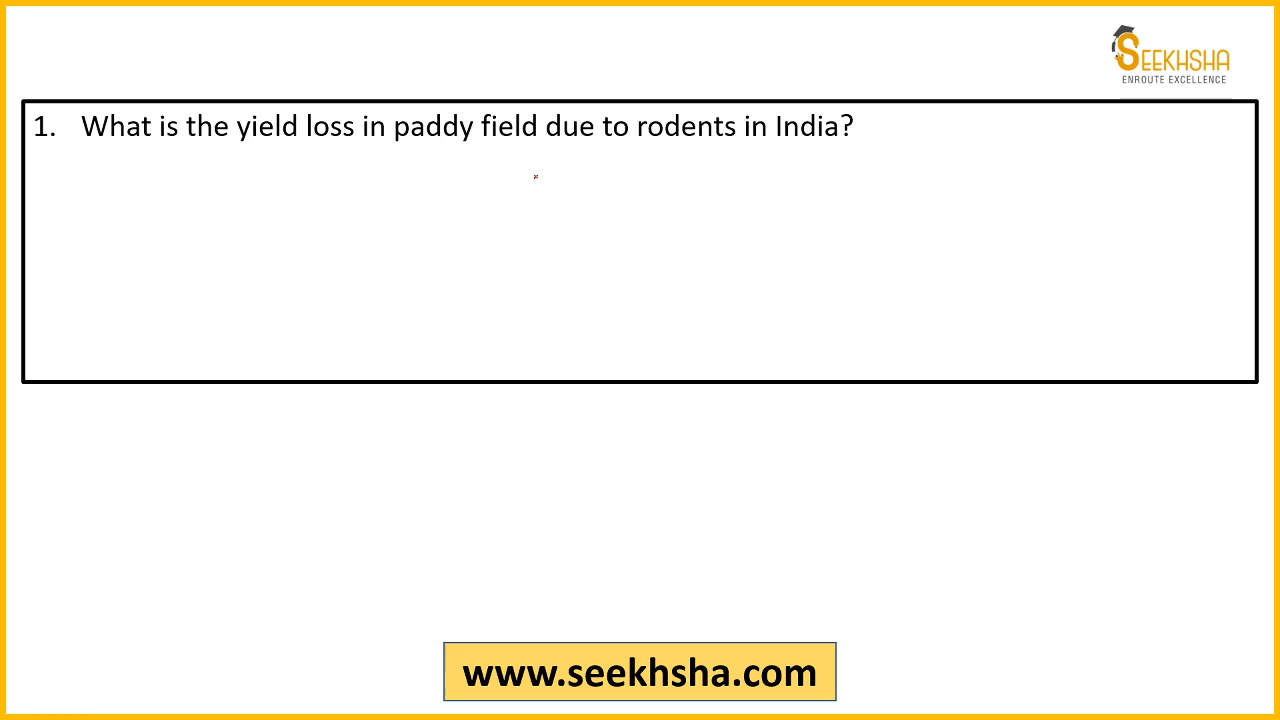 SEEKHSHA
ENROUTE EXCELLENCE
1. What is the yield loss in paddy field due to rodents in India?
www.seekhsha.com